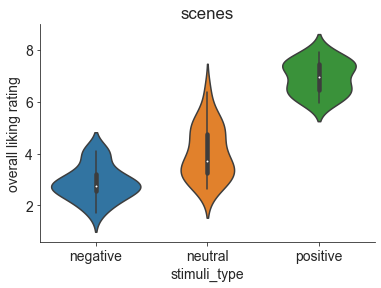 scenes
overall liking rating
8
6
4
2
negative
neutral
positive
stimuli_type